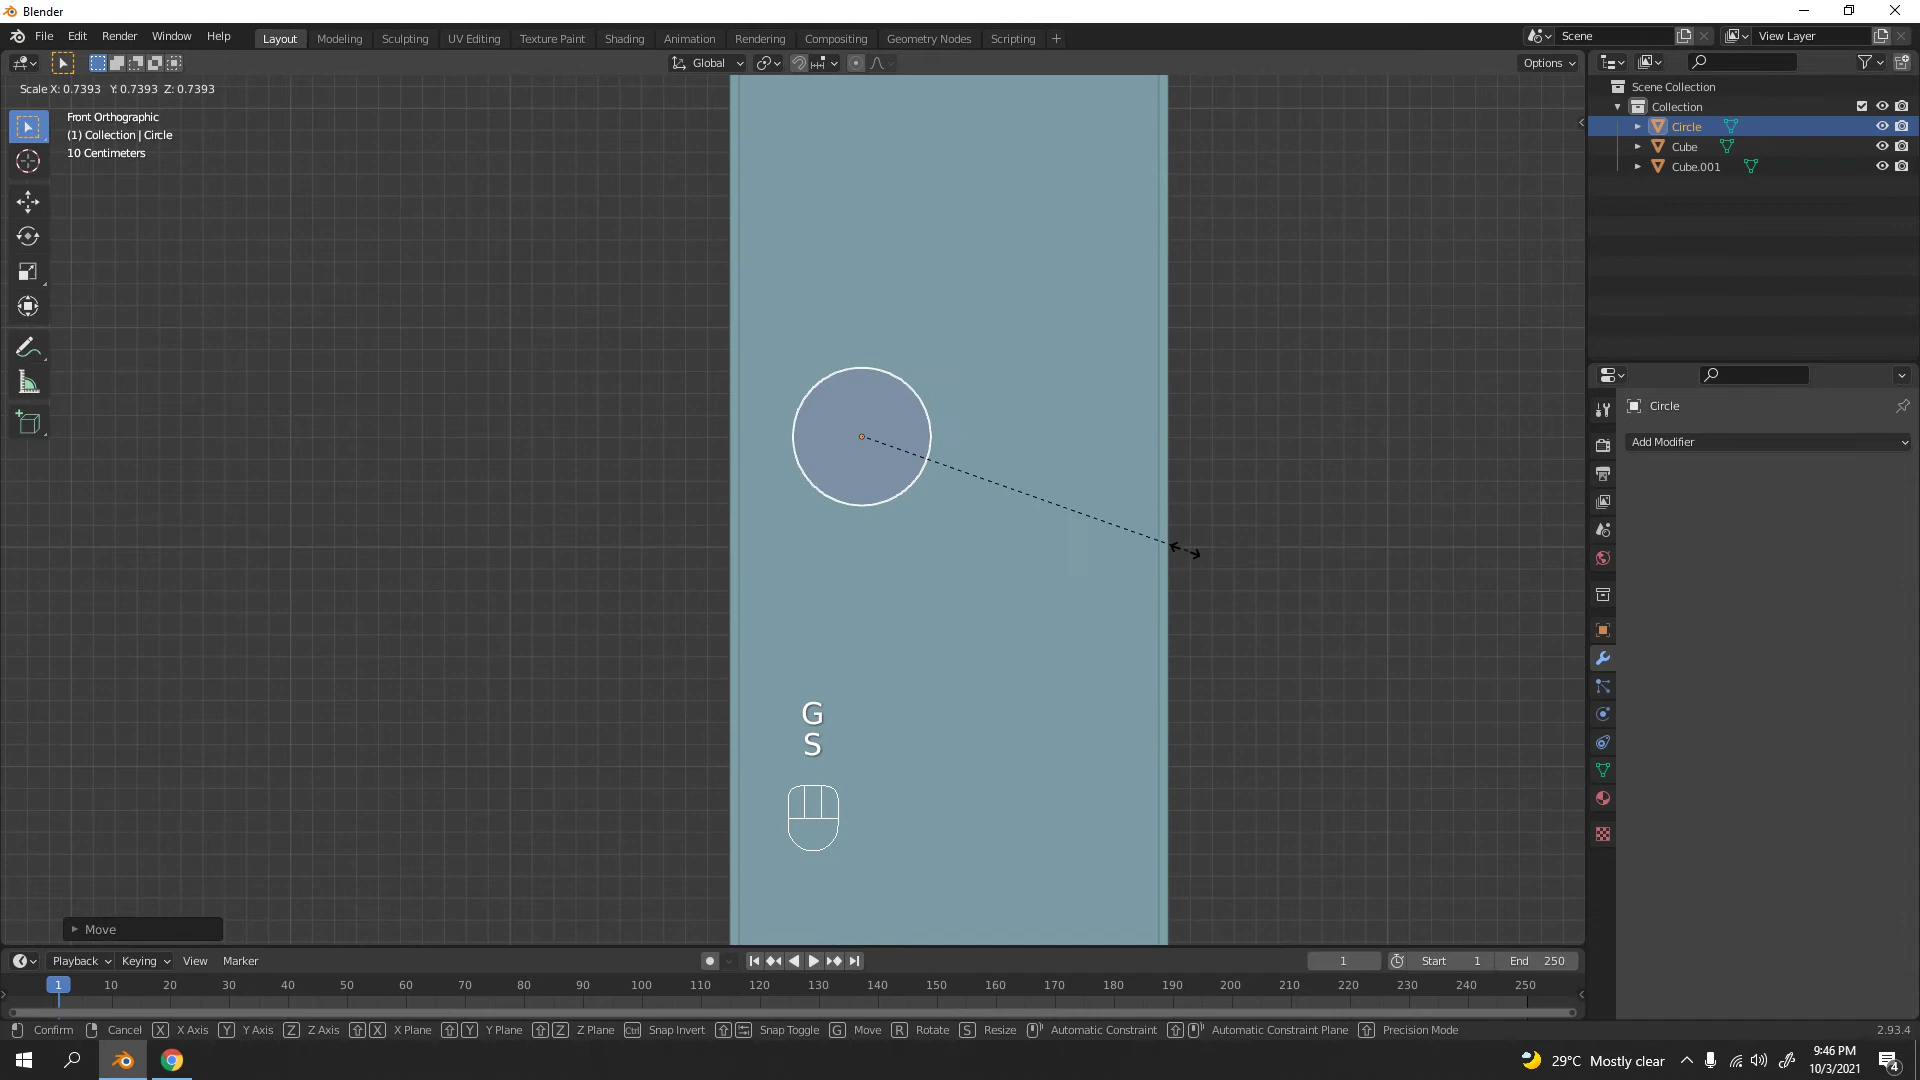 Blender
File Edit Render Window Help
Layout Modeling Sculpting UV Editing Texture Paint Shading Animation Rendering Compositing Geometry Nodes Scripting +
Scene
View Layer
Global
Options
Scale X: 0.7393 Y: 0.7393 Z: 0.7393
Front Orthographic
(1) Collection | Circle
10 Centimeters
Scene Collection
Collection
Circle
Cube
Cube.001
Circle
Add Modifier
G
S
Move
Playback Keying View Marker
1
Start 1
End 250
1 10 20 30 40 50 60 70 80 90 100 110 120 130 140 150 160 170 180 190 200 210 220 230 240 250
Confirm Cancel X X Axis Y Y Axis Z Z Axis X X Plane Y Y Plane Z Z Plane Ctrl Snap Invert Snap Toggle G Move R Rotate S Resize Automatic Constraint Automatic Constraint Plane Precision Mode 2.93.4
29°C Mostly clear
9:46 PM
10/3/2021
4